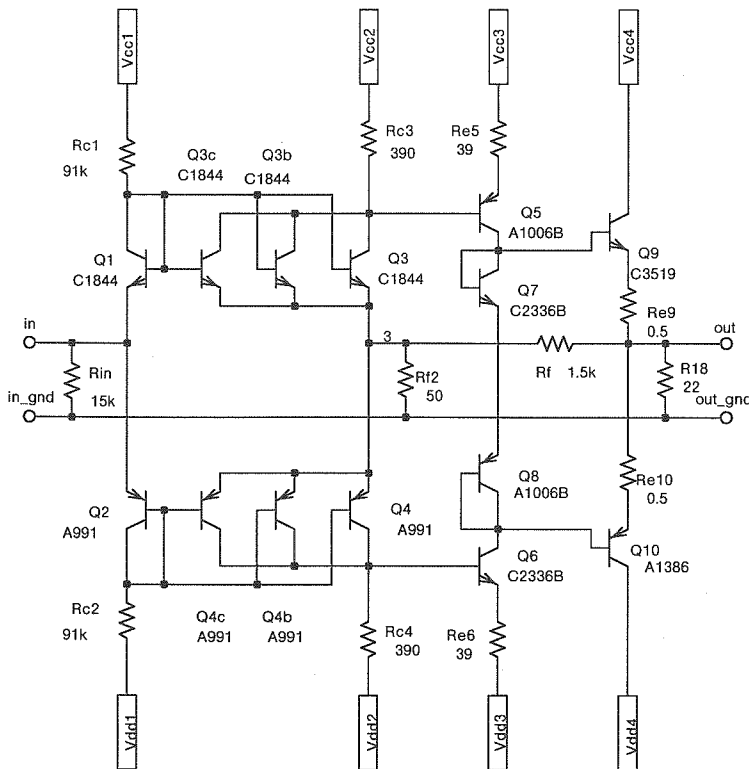 Vcc1
Vcc2
Vcc3
Vcc4
Rc1
91k
Q3c
C1844
Q3b
C1844
Rc3
390
Re5
39
Q5
A1006B
Q1
C1844
Q3
C1844
Q7
C2336B
Q9
C3519
Re9
0.5
in
3
out
Rin
15k
Rf2
50
Rf 1.5k
R18
22
in_gnd
out_gnd
Q2
A991
Q4
A991
Q8
A1006B
Re10
0.5
Q6
C2336B
Q10
A1386
Rc2
91k
Q4c
A991
Q4b
A991
Rc4
390
Re6
39
Vdd1
Vdd2
Vdd3
Vdd4